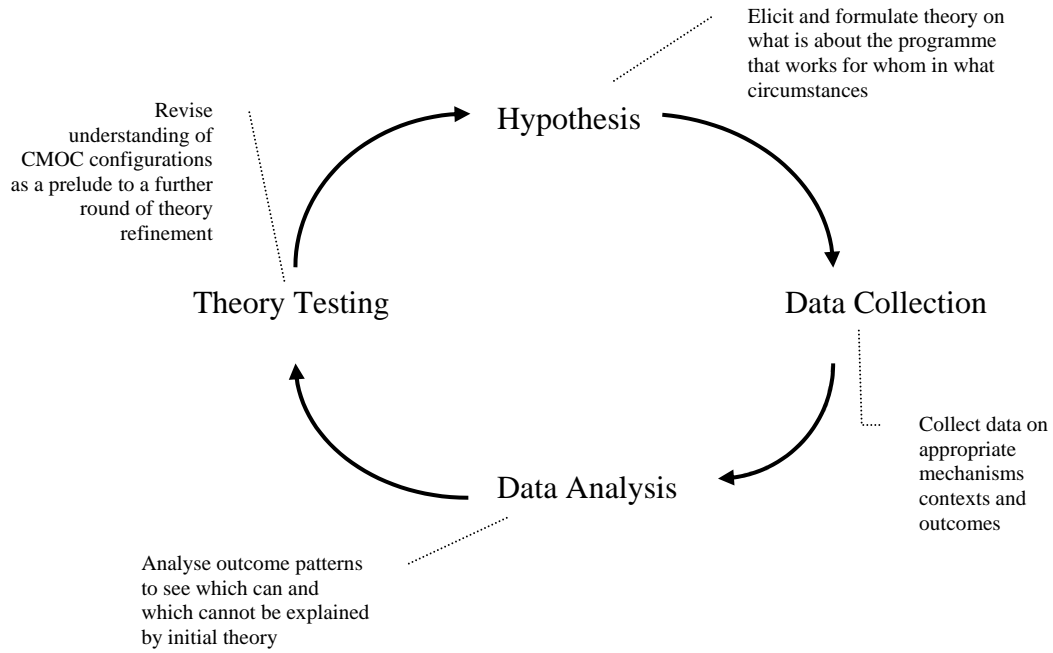 Elicit and formulate theory on
what is about the programme
that works for whom in what
circumstances
Hypothesis
Revise
understanding of
CMOC configurations
as a prelude to a further
round of theory
refinement
Theory Testing
Data Collection
Collect data on
appropriate
mechanisms
contexts and
outcomes
Data Analysis
Analyse outcome patterns
to see which can and
which cannot be explained
by initial theory